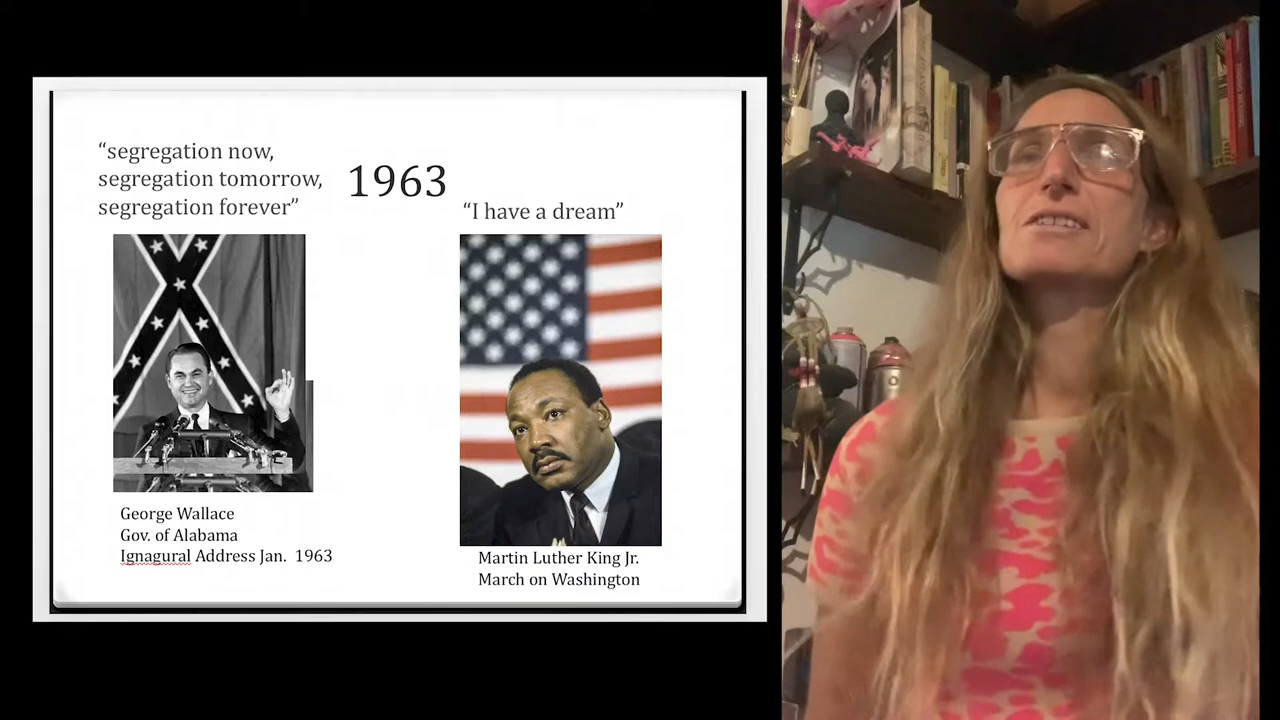 “segregation now,
segregation tomorrow,
segregation forever”
1963
“I have a dream”
George Wallace
Gov. of Alabama
Ignagural Address Jan.  1963
Martin Luther King Jr.
March on Washington